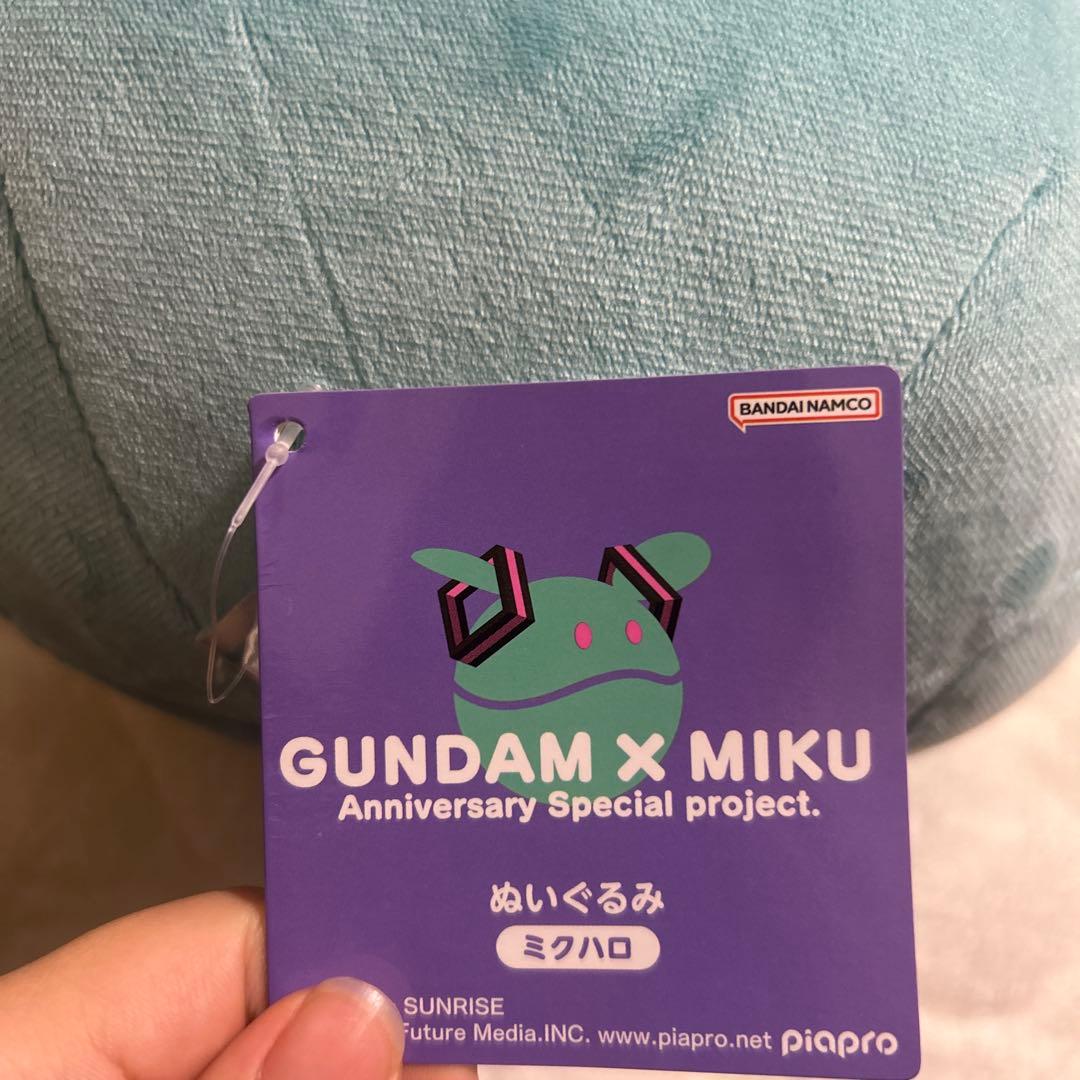 BANDAI NAMCO
GUNDAM × MIKU
Anniversary Special project.
ぬいぐるみ
ミクハロ
SUNRISE
Future Media.INC. www.piapro.net piapro